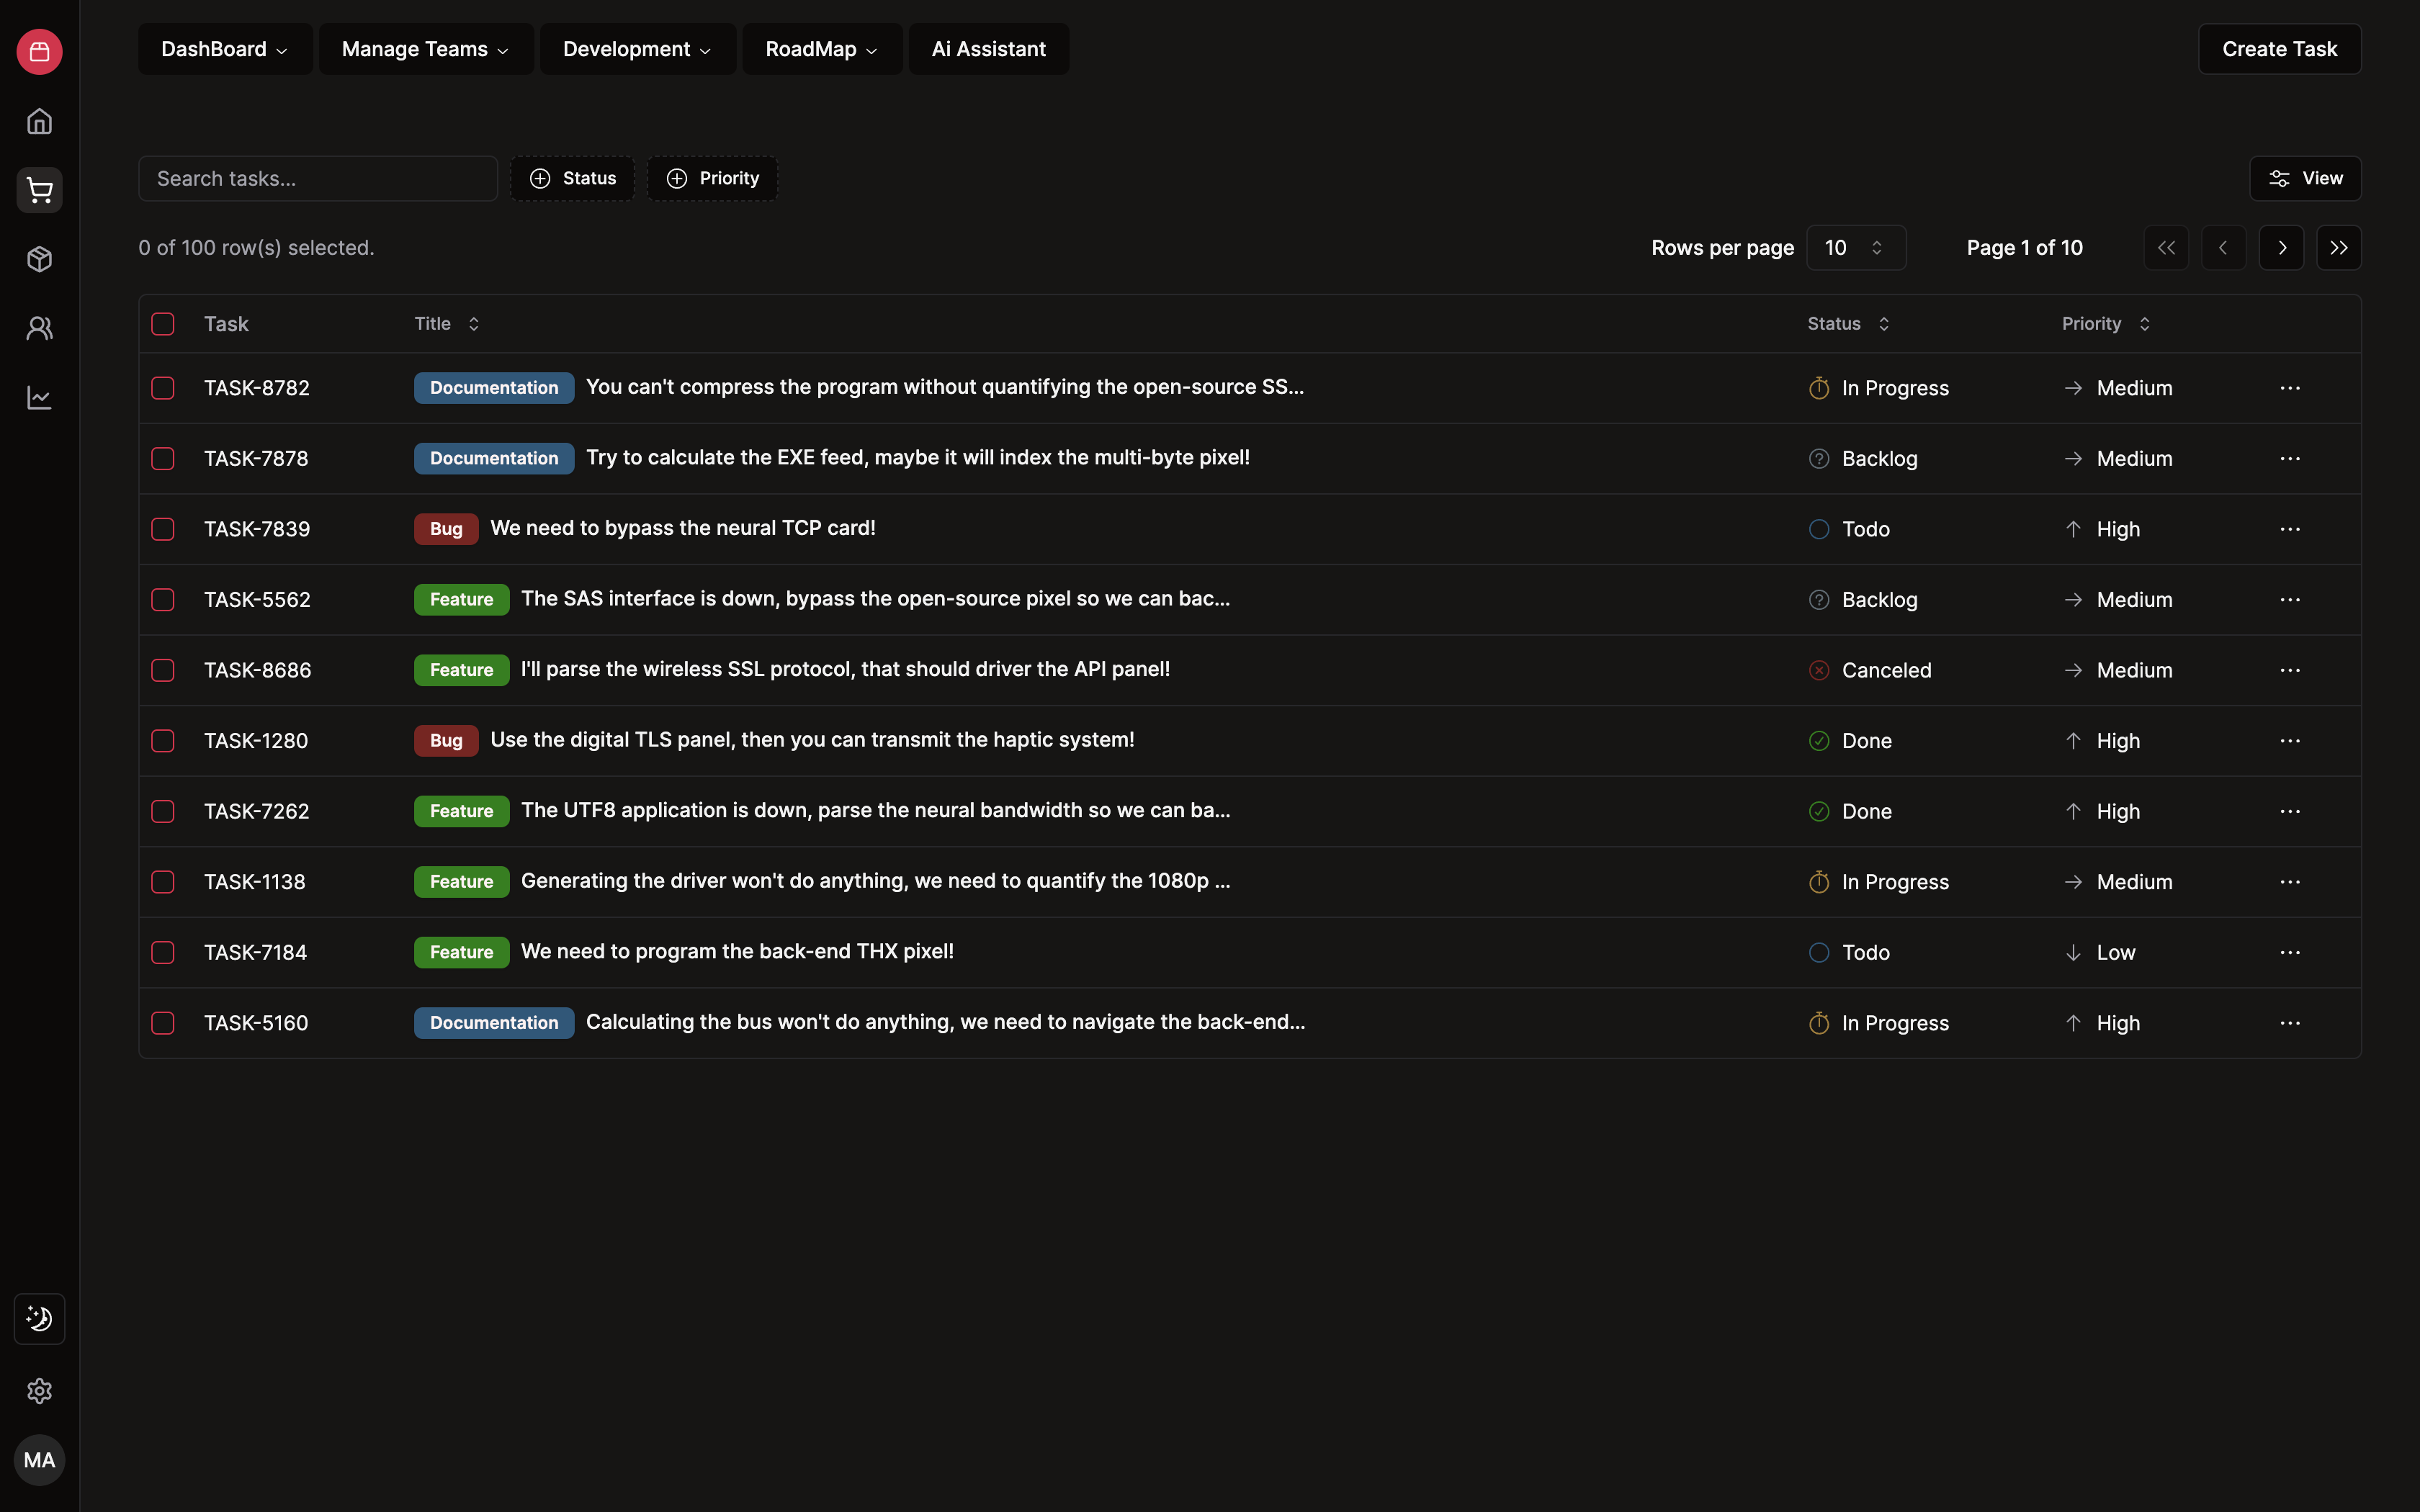 DashBoard Manage Teams Development RoadMap Ai Assistant Create Task
Search tasks... Status Priority View
0 of 100 row(s) selected. Rows per page 10 Page 1 of 10
Task Title Status Priority
TASK-8782 Documentation You can't compress the program without quantifying the open-source SS... In Progress Medium
TASK-7878 Documentation Try to calculate the EXE feed, maybe it will index the multi-byte pixel! Backlog Medium
TASK-7839 Bug We need to bypass the neural TCP card! Todo High
TASK-5562 Feature The SAS interface is down, bypass the open-source pixel so we can bac... Backlog Medium
TASK-8686 Feature I'll parse the wireless SSL protocol, that should driver the API panel! Canceled Medium
TASK-1280 Bug Use the digital TLS panel, then you can transmit the haptic system! Done High
TASK-7262 Feature The UTF8 application is down, parse the neural bandwidth so we can ba... Done High
TASK-1138 Feature Generating the driver won't do anything, we need to quantify the 1080p ... In Progress Medium
TASK-7184 Feature We need to program the back-end THX pixel! Todo Low
TASK-5160 Documentation Calculating the bus won't do anything, we need to navigate the back-end... In Progress High
MA